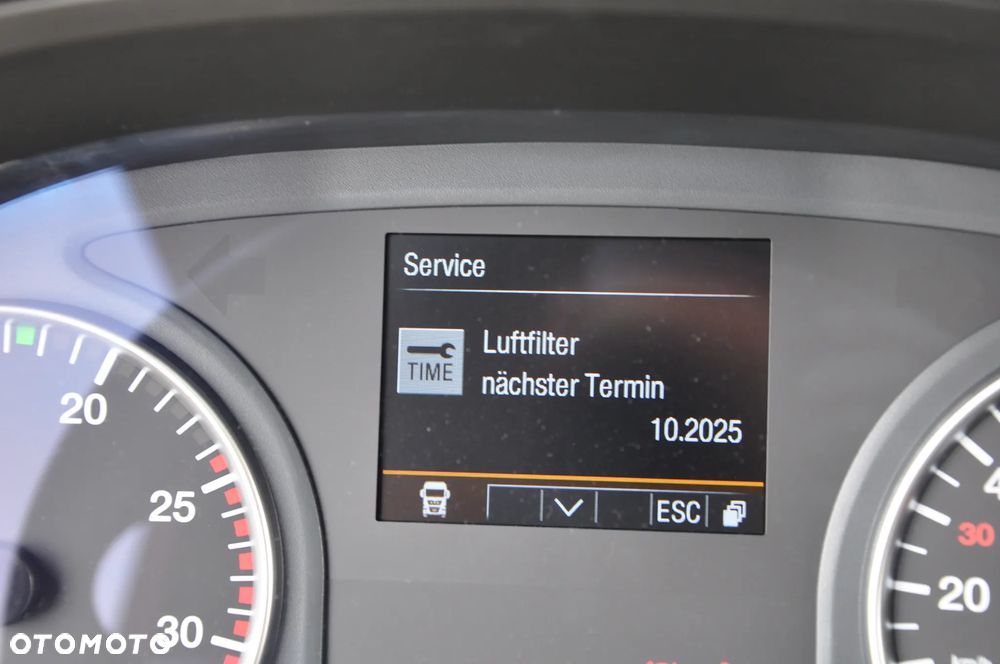 Service
TIME
Luftfilter
nächster Termin
10.2025
ESC
20
25
30
30
20
OTOMOTO